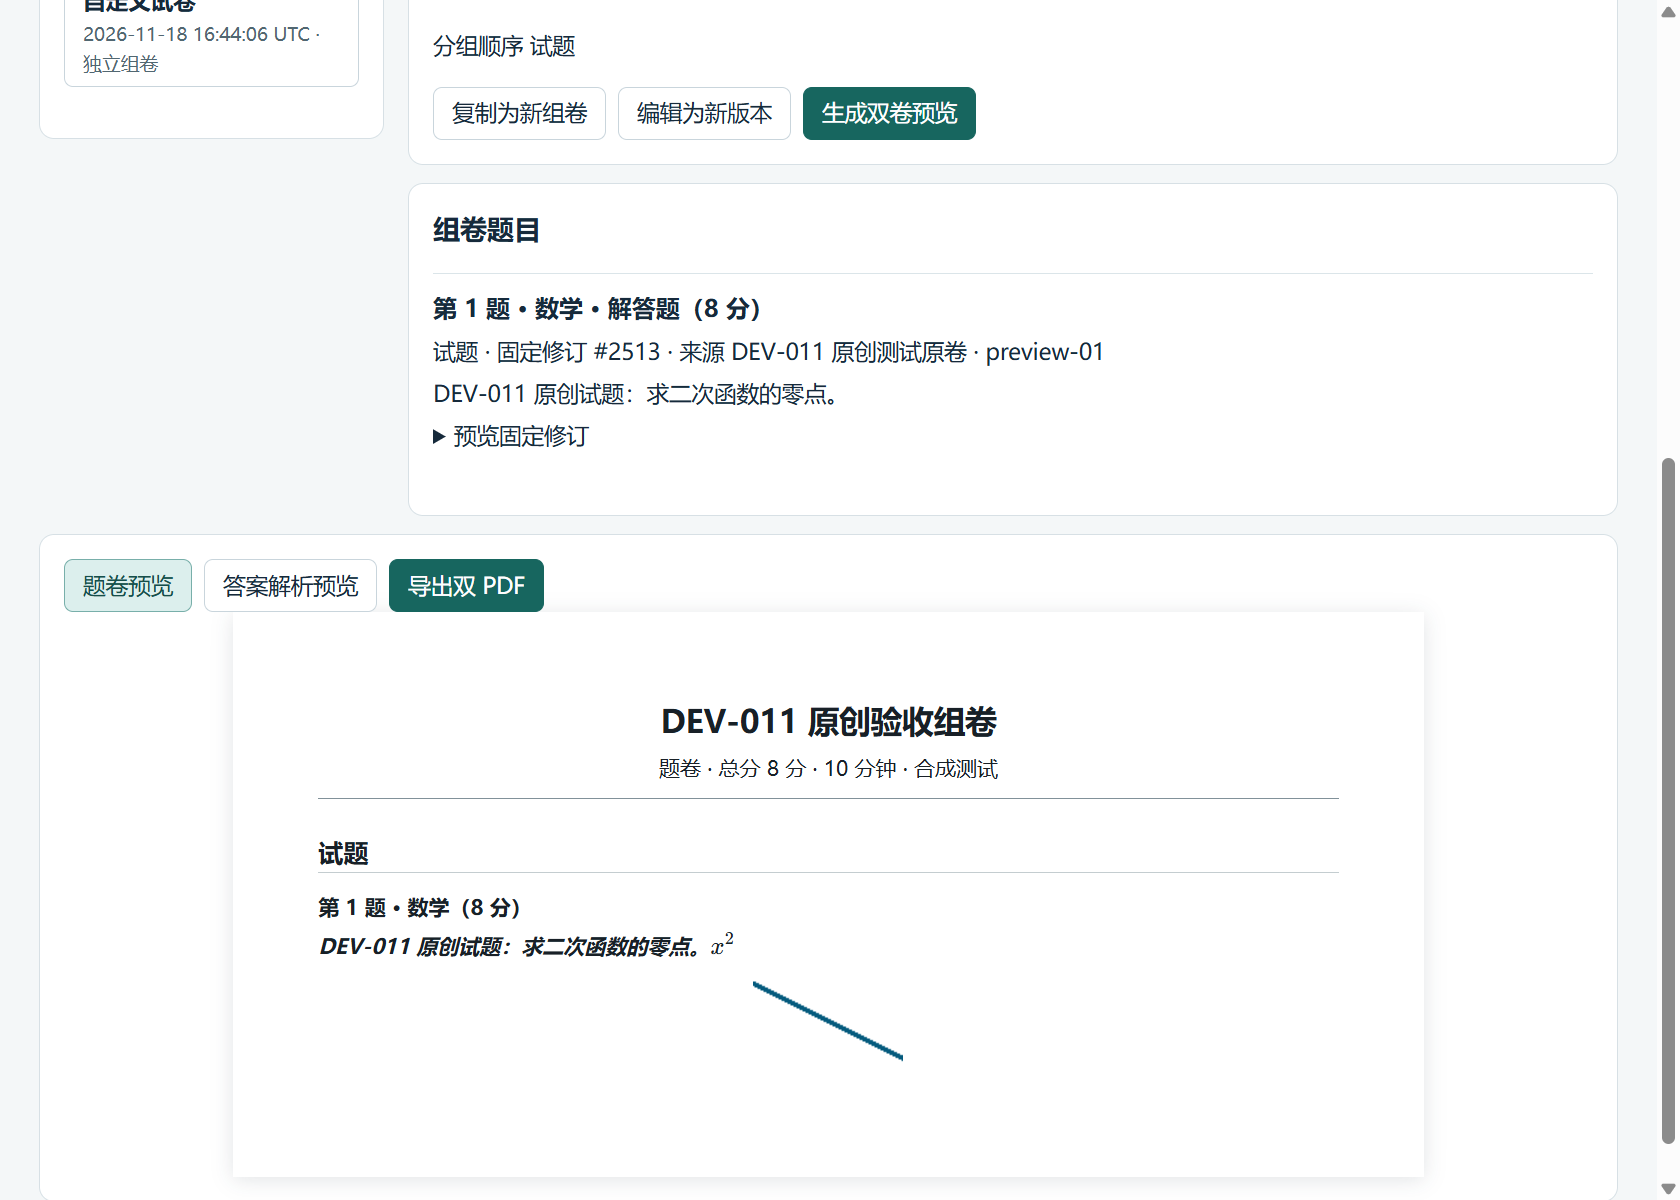 自定义试卷
2026-11-18 16:44:06 UTC ·
独立组卷
分组顺序 试题
复制为新组卷
编辑为新版本
生成双卷预览
组卷题目
第 1 题 · 数学 · 解答题（8 分）
试题 · 固定修订 #2513 · 来源 DEV-011 原创测试原卷 · preview-01
DEV-011 原创试题：求二次函数的零点。
▶ 预览固定修订
题卷预览
答案解析预览
导出双 PDF
DEV-011 原创验收组卷
题卷 · 总分 8 分 · 10 分钟 · 合成测试
试题
第 1 题 · 数学（8 分）
DEV-011 原创试题：求二次函数的零点。x²